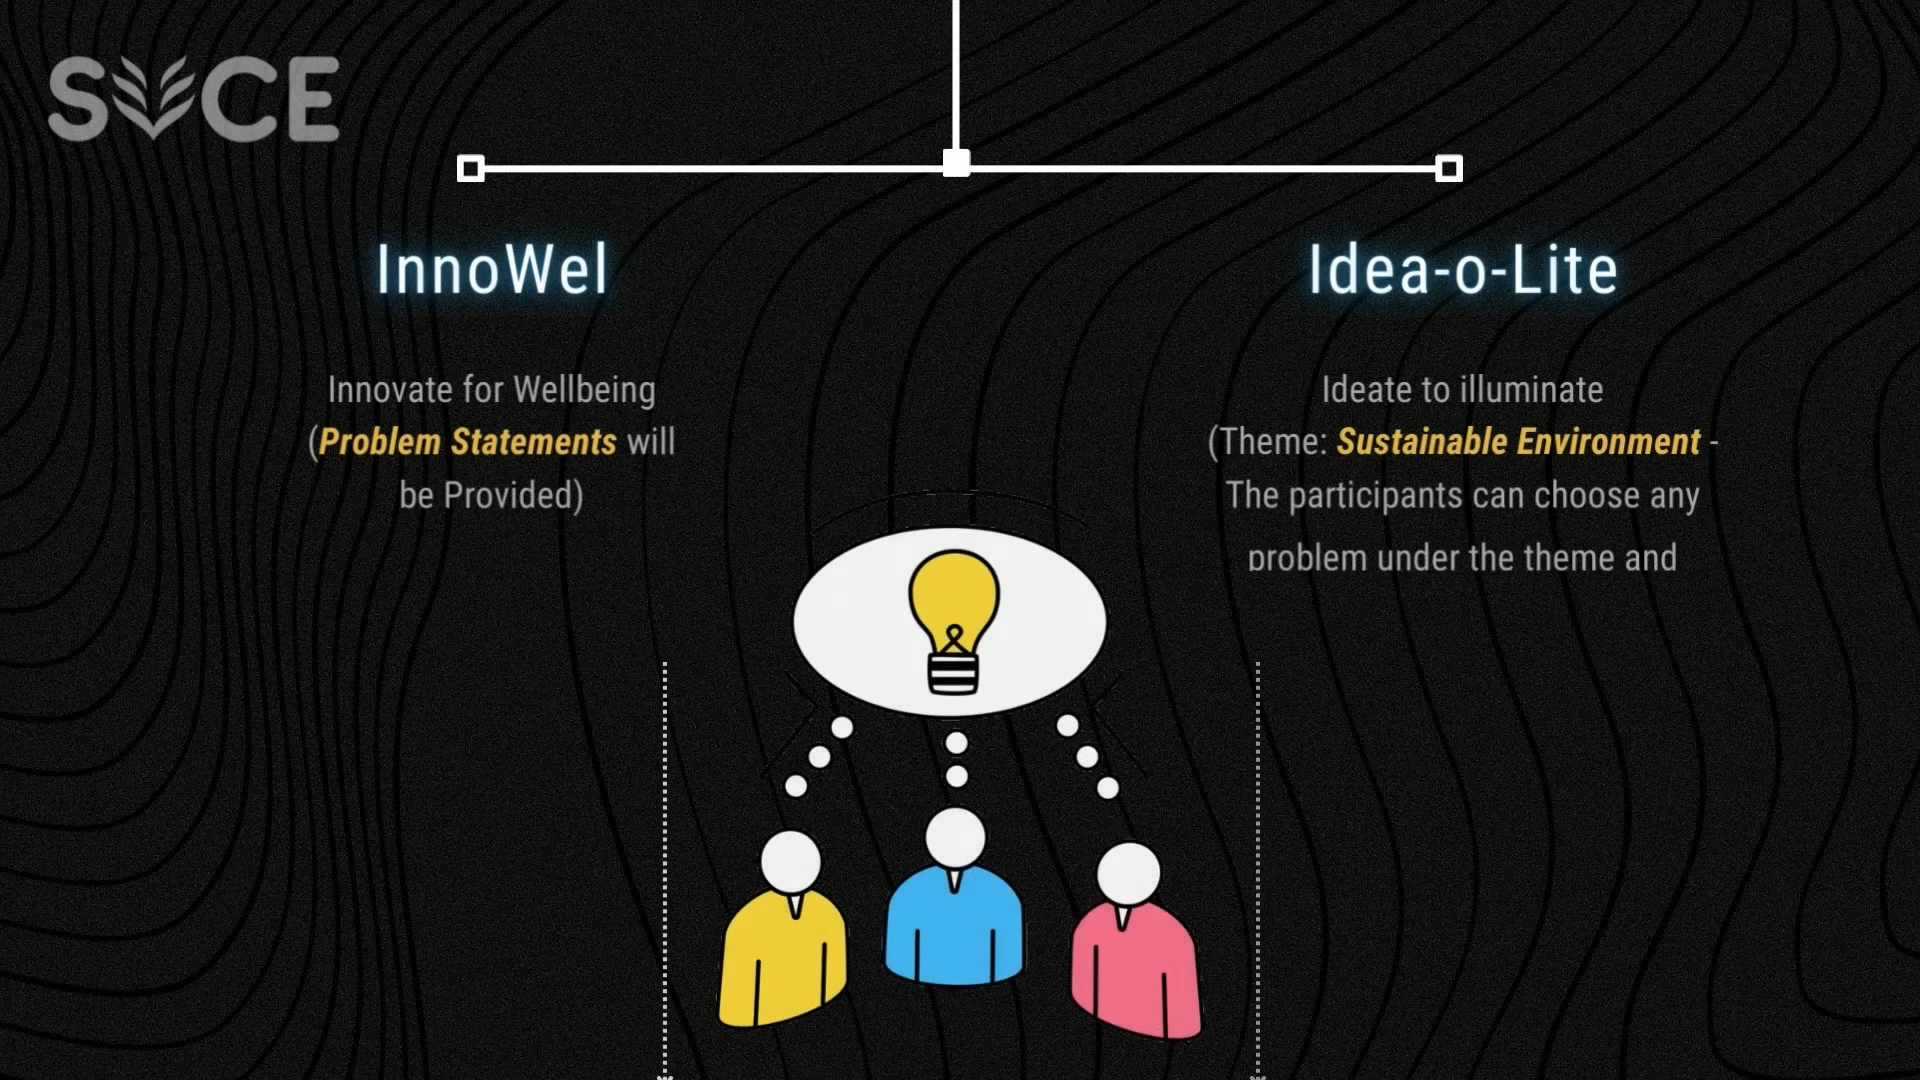 SVCE
InnoWel
Innovate for Wellbeing
(Problem Statements will
be Provided)
Idea-o-Lite
Ideate to illuminate
(Theme: Sustainable Environment -
The participants can choose any
problem under the theme and